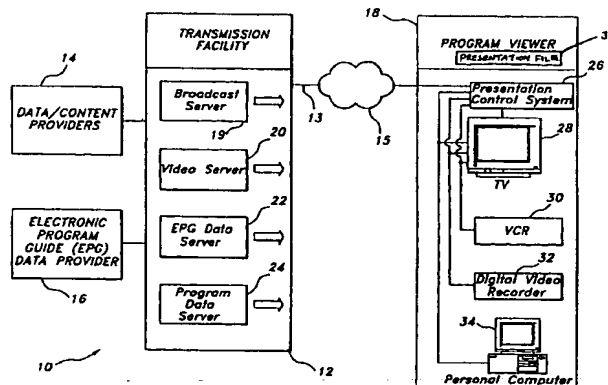 14
DATA/CONTENT
PROVIDERS
ELECTRONIC
PROGRAM
GUIDE (EPG)
DATA PROVIDER
16
10
TRANSMISSION
FACILITY
Broadcast
Server
19
20
Video Server
22
EPG Data
Server
24
Program Data
Server
12
13
15
18
PROGRAM VIEWER
3
PRESENTATION FILE
26
Presentation
Control System
28
TV
30
VCR
32
Digital Video
Recorder
34
Personal Computer